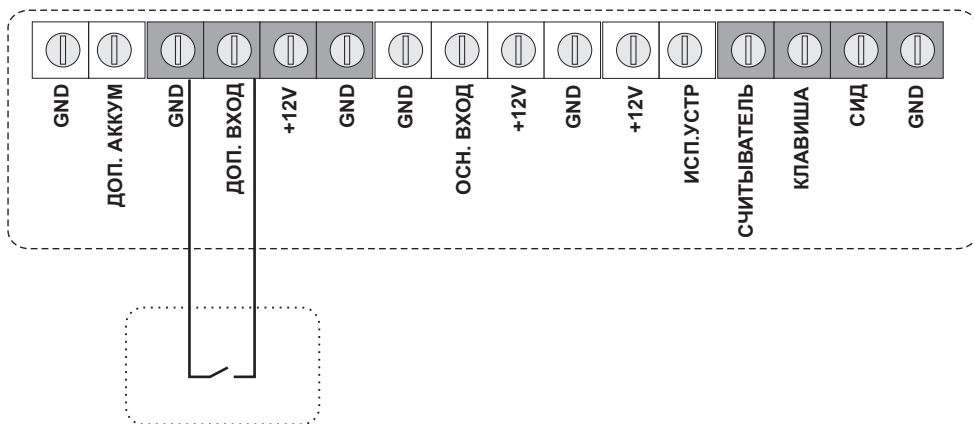 GND
ДОП. АККУМ
GND
ДОП. ВХОД
+12V
GND
GND
ОСН. ВХОД
+12V
GND
+12V
ИСП.УСТР
СЧИТЫВАТЕЛЬ
КЛАВИША
СИД
GND